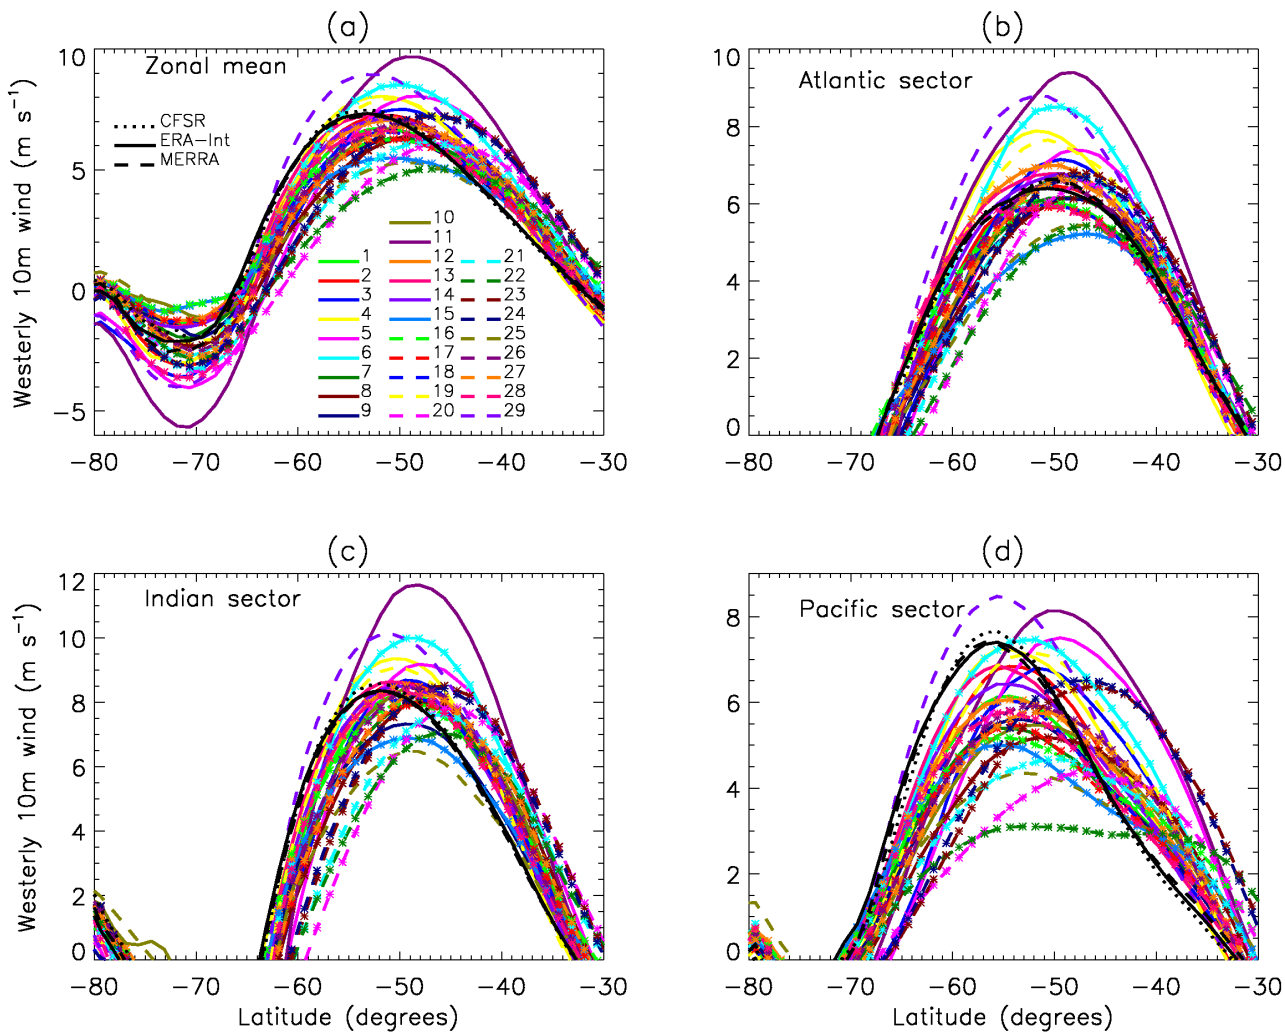 (a)
Westerly 10m wind (m s⁻¹)
10
5
0
−5
Zonal mean
CFSR
ERA−Int
MERRA
10
11
1 12 21
2 13 22
3 14 23
4 15 24
5 16 25
6 17 26
7 18 27
8 19 28
9 20 29
−80 −70 −60 −50 −40 −30
(b)
10
8
6
4
2
0
Atlantic sector
−80 −70 −60 −50 −40 −30
(c)
Westerly 10m wind (m s⁻¹)
12
10
8
6
4
2
0
Indian sector
−80 −70 −60 −50 −40 −30
Latitude (degrees)
(d)
8
6
4
2
0
Pacific sector
−80 −70 −60 −50 −40 −30
Latitude (degrees)